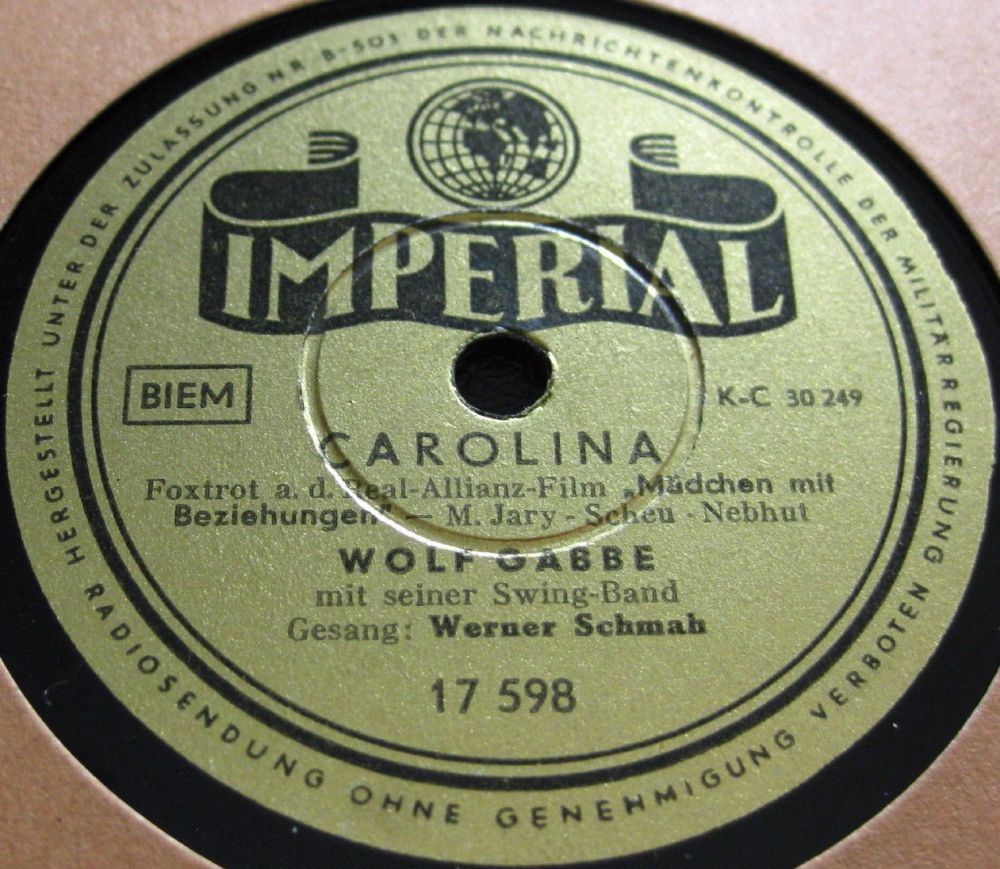 HERGESTELLT UNTER DER ZULASSUNG NR B-503 DER NACHRICHTENKONTROLLE DER MILITÄRREGIERUNG
IMPERIAL
BIEM
K-C 30 249
CAROLINA
Foxtrot a. d. Real-Allianz-Film „Mädchen mit
Beziehungen" — M. Jary - Scheu - Nebhut
WOLF GABBE
mit seiner Swing-Band
Gesang: Werner Schmah
17 598
RADIOSENDUNG OHNE GENEHMIGUNG VERBOTEN